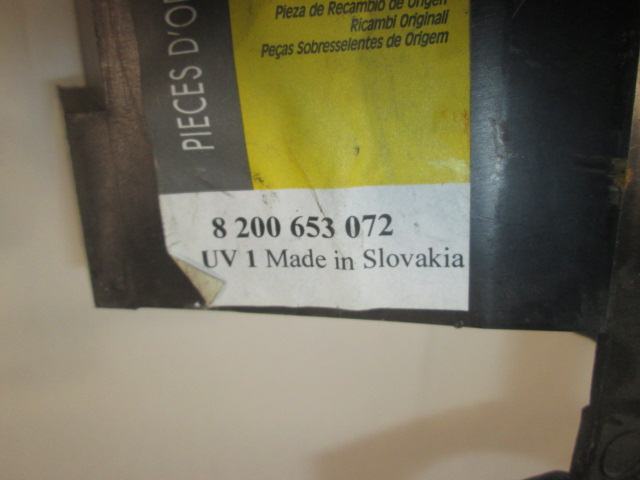 PIECES D'O
Pieza de Recambio de Origen
Ricambi Originali
Peças Sobresselentes de Origem
8 200 653 072
UV 1 Made in Slovakia